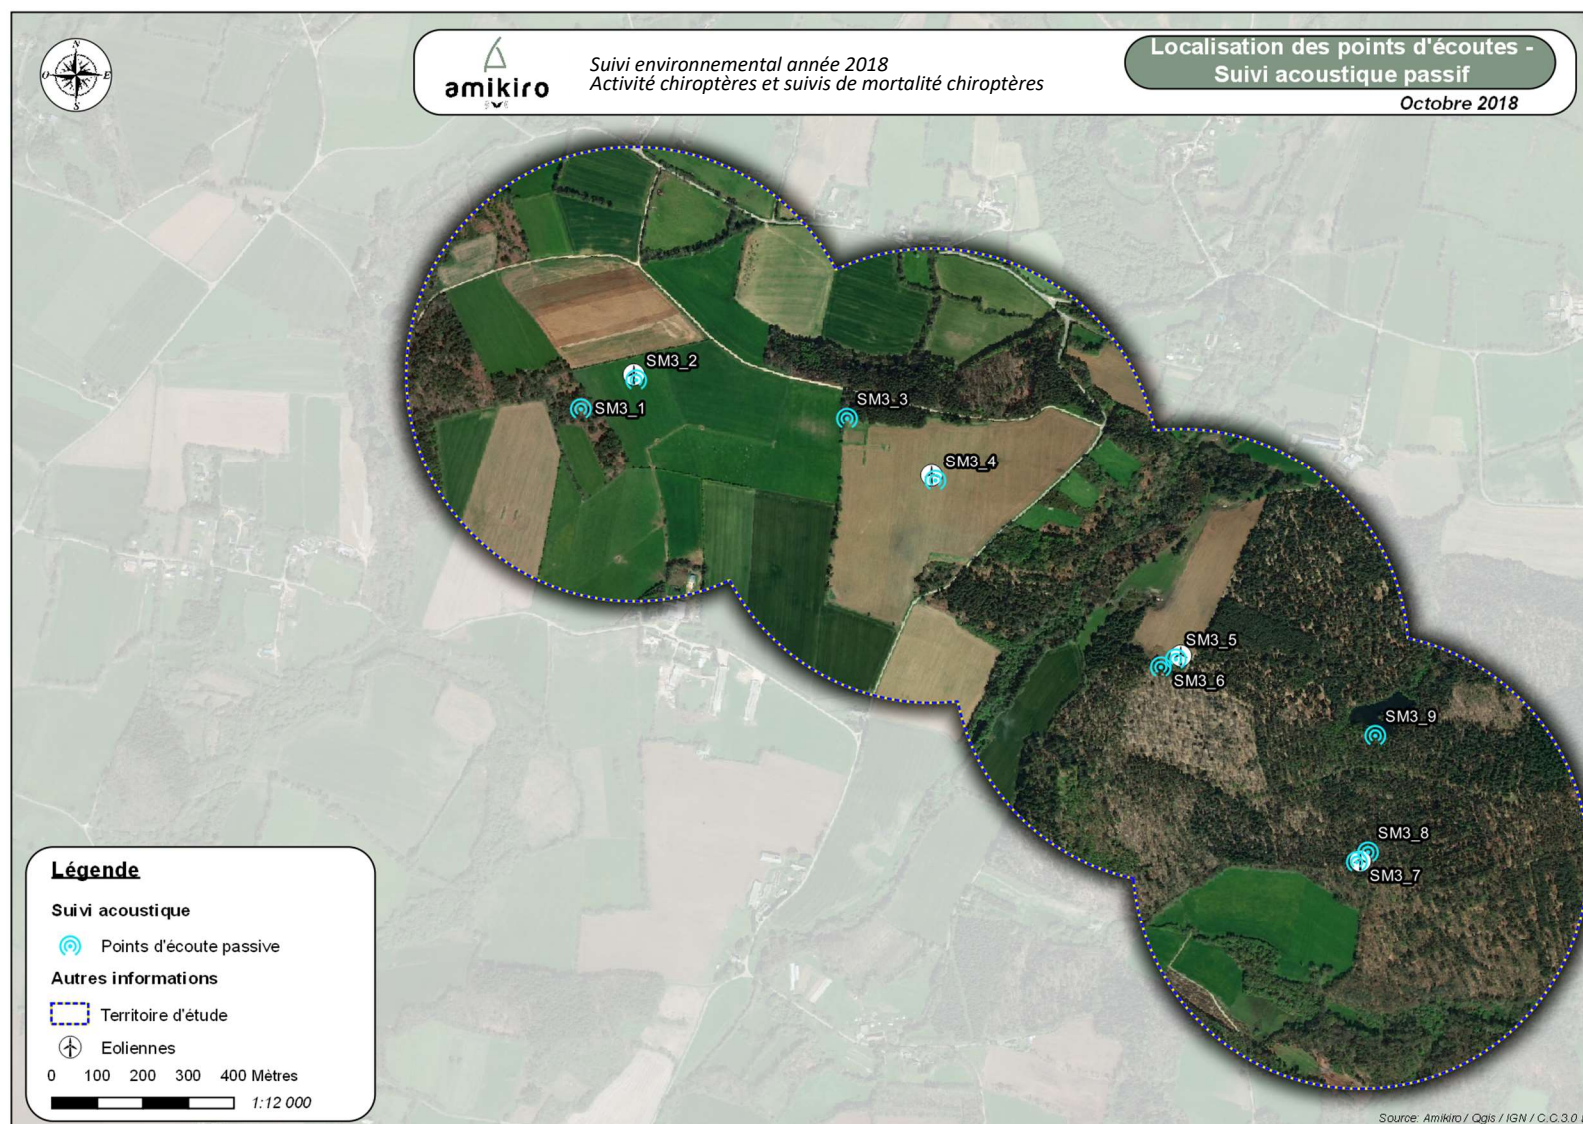 N
O
E
S
amikiro
Suivi environnemental année 2018
Activité chiroptères et suivis de mortalité chiroptères
Localisation des points d'écoutes -
Suivi acoustique passif
Octobre 2018
SM3_2
SM3_1
SM3_3
SM3_4
SM3_5
SM3_6
SM3_9
SM3_8
SM3_7
Légende
Suivi acoustique
Points d'écoute passive
Autres informations
Territoire d'étude
Eoliennes
0 100 200 300 400 Mètres
1:12 000
Source: Amikiro / Qgis / IGN / C.C.3.0